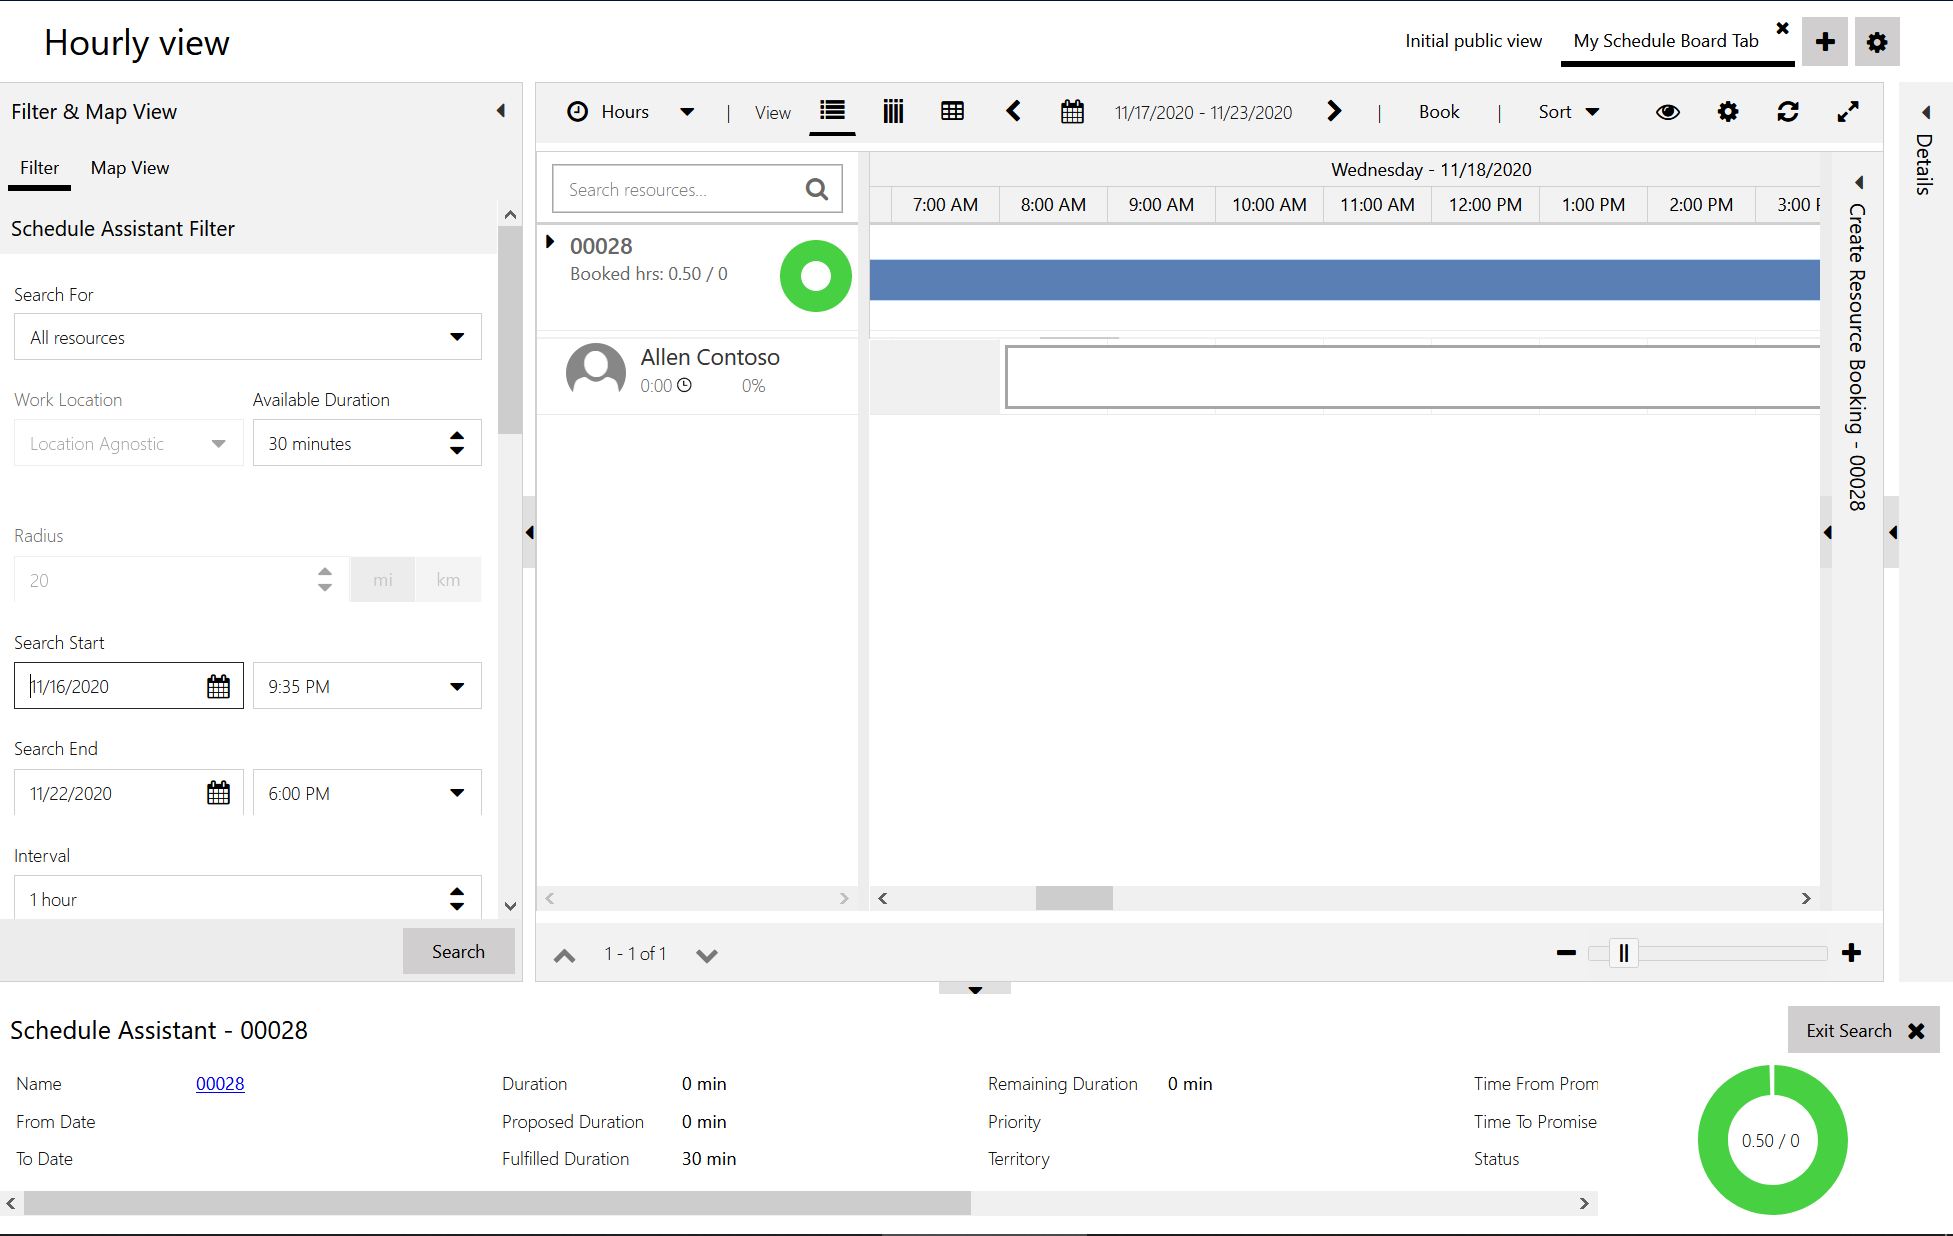 Hourly view
Initial public view
My Schedule Board Tab
Filter & Map View
Filter
Map View
Schedule Assistant Filter
Search For
All resources
Work Location
Available Duration
Location Agnostic
30 minutes
Radius
20
mi
km
Search Start
11/16/2020
9:35 PM
Search End
11/22/2020
6:00 PM
Interval
1 hour
Search
Hours
|
View
11/17/2020 - 11/23/2020
|
Book
|
Sort
Search resources...
Wednesday - 11/18/2020
7:00 AM
8:00 AM
9:00 AM
10:00 AM
11:00 AM
12:00 PM
1:00 PM
2:00 PM
3:00 P
00028
Booked hrs: 0.50 / 0
Allen Contoso
0:00
0%
Create Resource Booking - 00028
Details
1 - 1 of 1
Schedule Assistant - 00028
Exit Search
Name
00028
Duration
0 min
Remaining Duration
0 min
Time From Prom
From Date
Proposed Duration
0 min
Priority
Time To Promise
To Date
Fulfilled Duration
30 min
Territory
Status
0.50 / 0